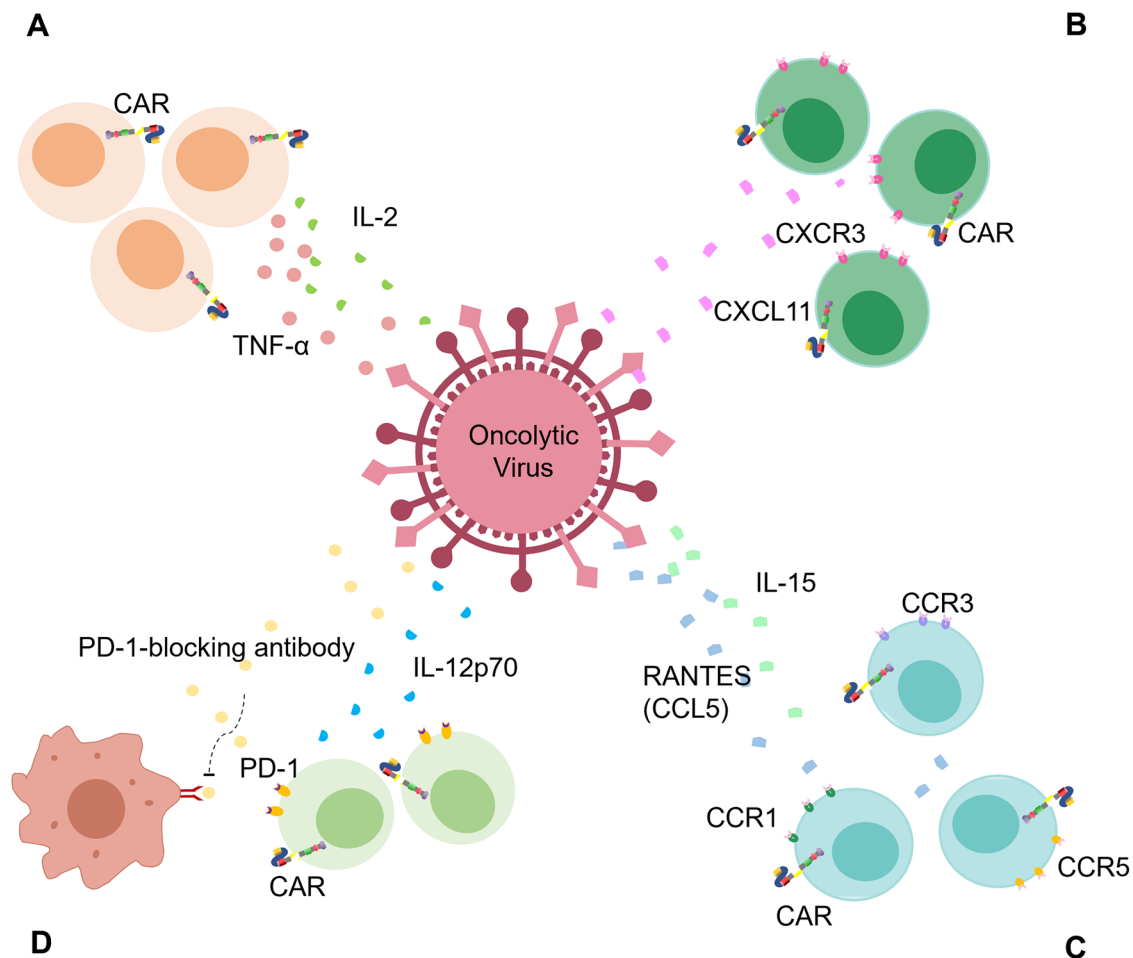 A
B
CAR
IL-2
TNF-α
CXCR3
CAR
CXCL11
Oncolytic
Virus
IL-15
CCR3
RANTES
(CCL5)
CCR1
CCR5
CAR
PD-1-blocking antibody
IL-12p70
PD-1
CAR
D
C